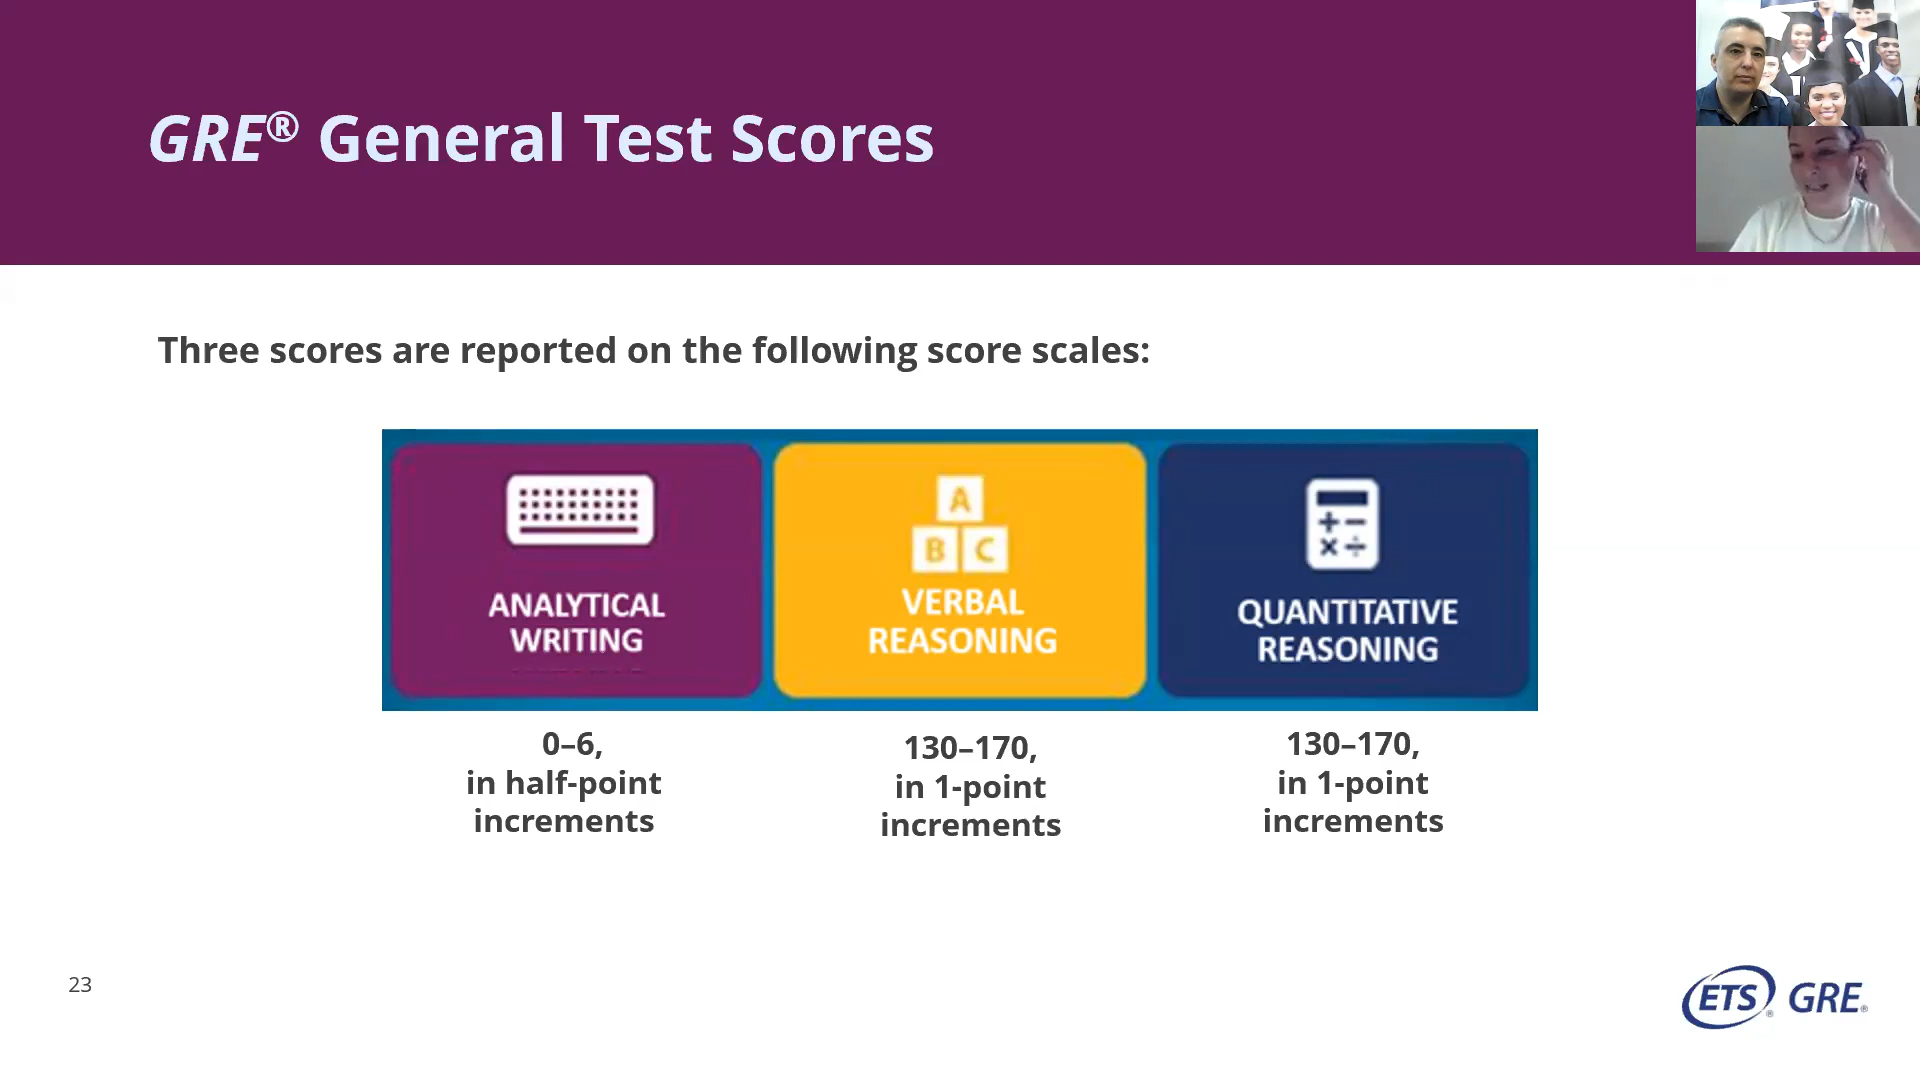 GRE® General Test Scores
Three scores are reported on the following score scales:
A
B C
ANALYTICAL
WRITING
VERBAL
REASONING
QUANTITATIVE
REASONING
0–6,
in half-point
increments
130–170,
in 1-point
increments
130–170,
in 1-point
increments
23
ETS® GRE®